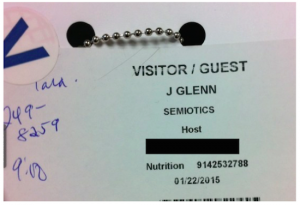 V
VISITOR / GUEST
J GLENN
SEMIOTICS
Host
Nutrition 9142532788
01/22/2015
249-
8259
9:00